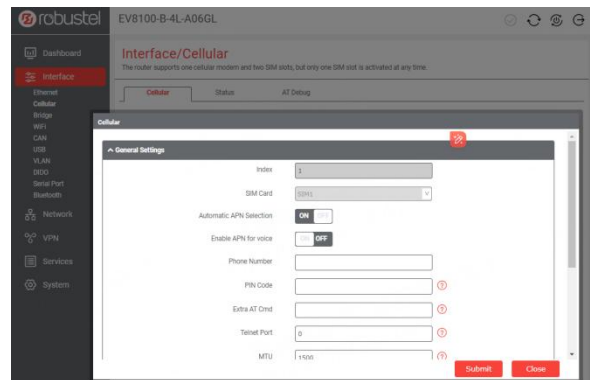 robustel
EV8100-B-4L-A06GL
Dashboard
Interface
Ethernet
Cellular
Bridge
WiFi
CAN
USB
VLAN
DIDO
Serial Port
Bluetooth
Network
VPN
Services
System
Interface/Cellular
The router supports one cellular modem and two SIM slots, but only one SIM slot is activated at any time.
Cellular Status AT Debug
Cellular
General Settings
Index 1
SIM Card SIM1
Automatic APN Selection ON OFF
Enable APN for voice ON OFF
Phone Number
PIN Code
Extra AT Cmd
Telnet Port 0
MTU 1500
Submit Close